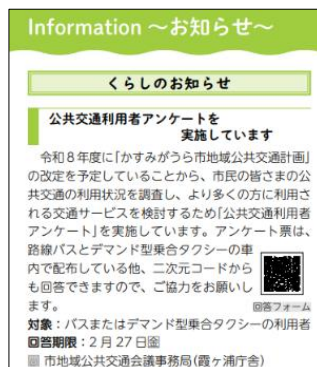 Information ～お知らせ～
くらしのお知らせ
公共交通利用者アンケートを
実施しています
令和８年度に「かすみがうら市地域公共交通計画」
の改定を予定していることから、市民の皆さまの公
共交通の利用状況を調査し、より多くの方に利用さ
れる交通サービスを検討するため「公共交通利用者
アンケート」を実施しています。アンケート票は、
路線バスとデマンド型乗合タクシーの車
内で配布している他、二次元コードから
も回答できますので、ご協力をお願いし
ます。
回答フォーム
対象：バスまたはデマンド型乗合タクシーの利用者
回答期限：２月27日㊎
市地域公共交通会議事務局(霞ヶ浦庁舎)